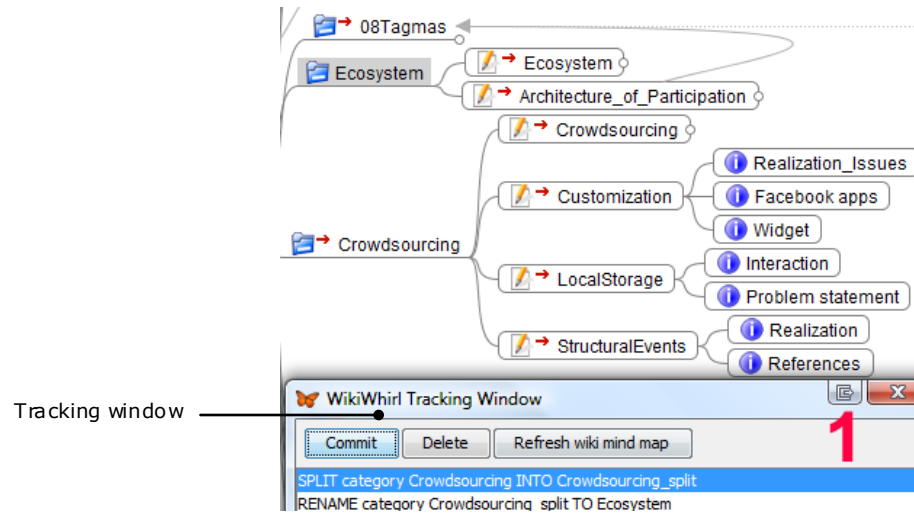 08Tagmas
Ecosystem
Ecosystem
Architecture_of_Participation
Crowdsourcing
Realization_Issues
Customization
Facebook apps
Widget
Crowdsourcing
Interaction
LocalStorage
Problem statement
Realization
StructuralEvents
References
Tracking window
WikiWhirl Tracking Window
1
Commit Delete Refresh wiki mind map
SPLIT category Crowdsourcing INTO Crowdsourcing_split
RENAME category Crowdsourcing_split TO Ecosystem